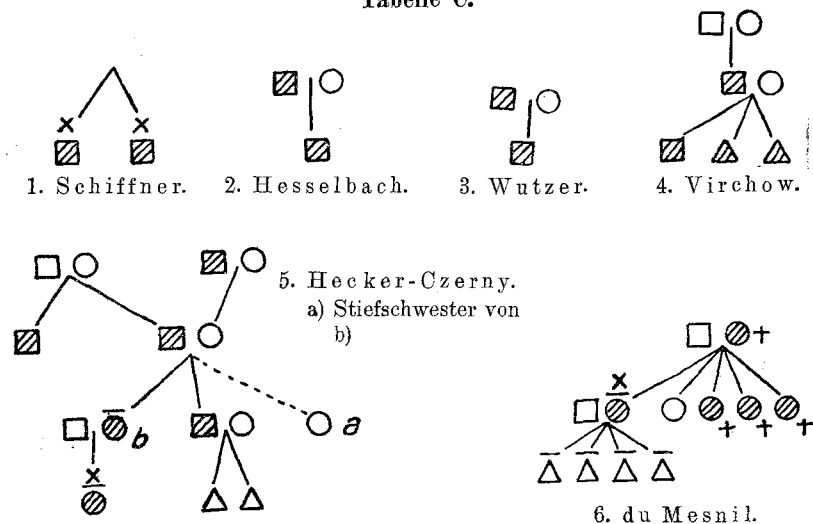 Tabelle C.
1. Schiffner.
2. Hesselbach.
3. Wutzer.
4. Virchow.
5. Hecker-Czerny.
a) Stiefschwester von
b)
b
a
6. du Mesnil.